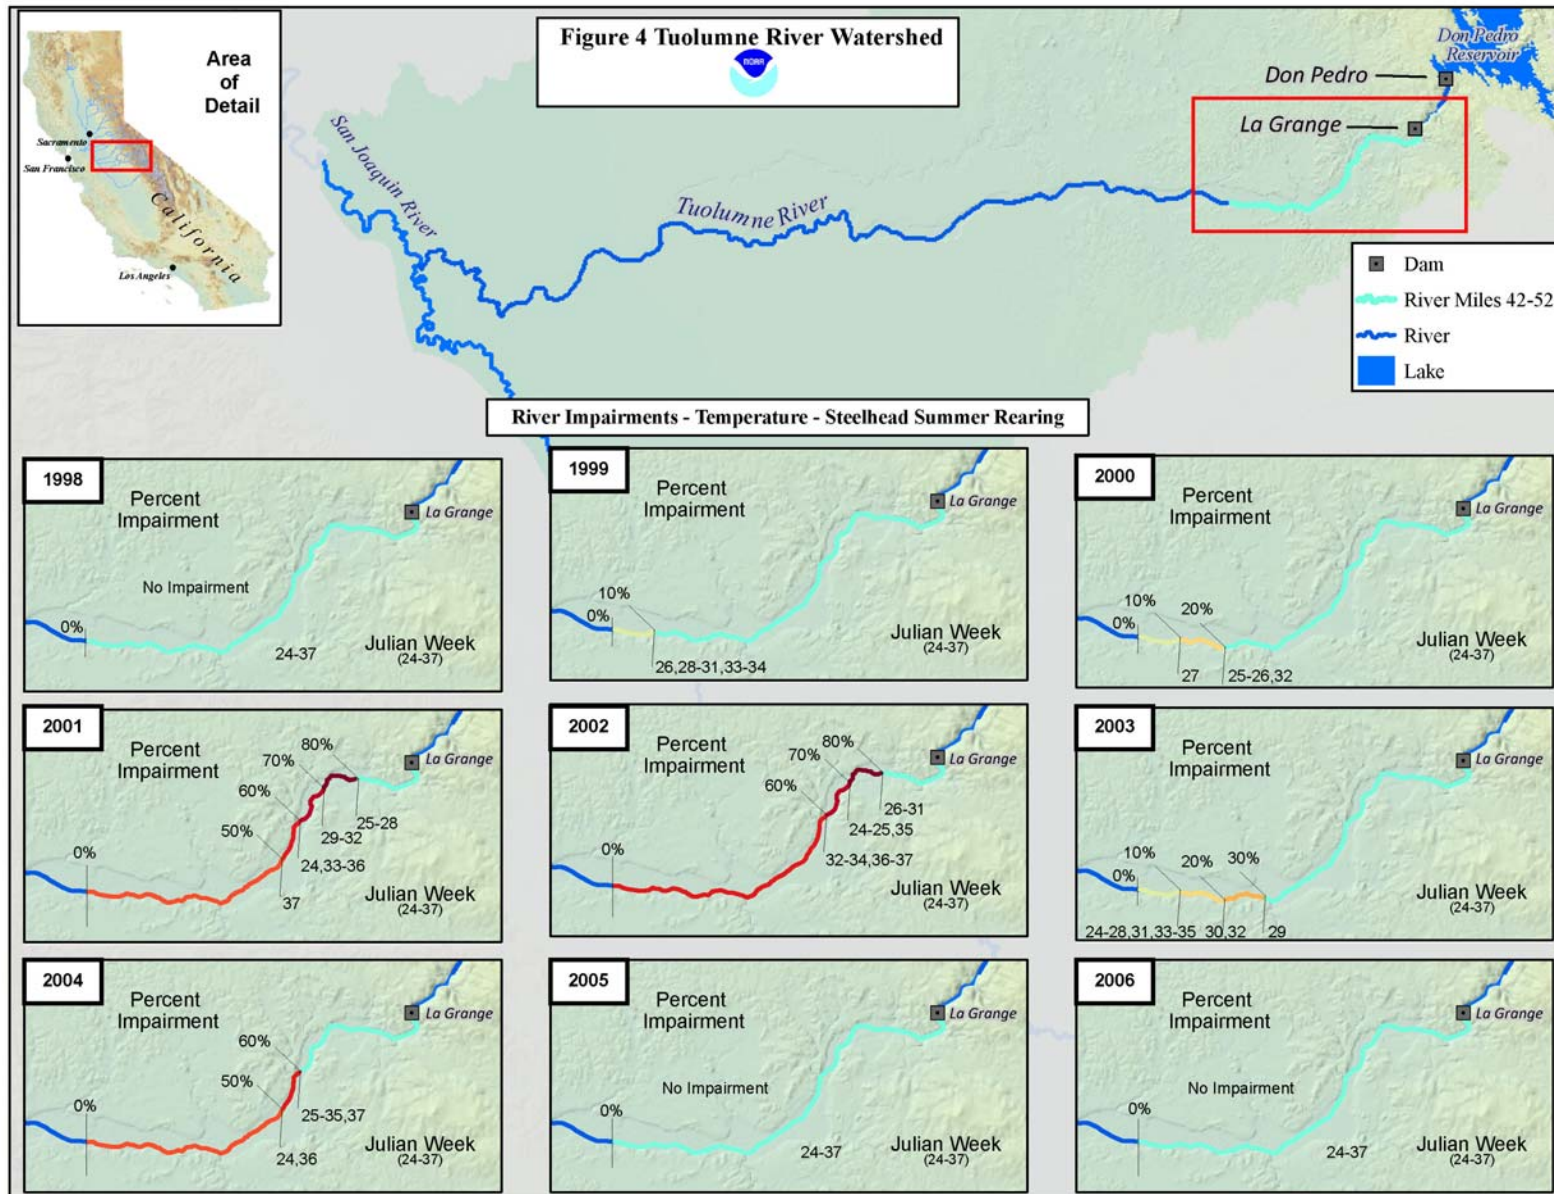 Figure 4 Tuolumne River Watershed
NOAA
Area
of
Detail
Sacramento
San Francisco
California
Los Angeles
San Joaquin River
Tuolumne River
Don Pedro
Reservoir
Don Pedro
La Grange
Dam
River Miles 42-52
River
Lake
River Impairments - Temperature - Steelhead Summer Rearing
1998
Percent
Impairment
La Grange
No Impairment
0%
24-37
Julian Week
(24-37)
1999
Percent
Impairment
La Grange
10%
0%
26,28-31,33-34
Julian Week
(24-37)
2000
Percent
Impairment
La Grange
10%
20%
0%
27
25-26,32
Julian Week
(24-37)
2001
Percent
Impairment
La Grange
80%
70%
60%
50%
0%
25-28
29-32
24,33-36
37
Julian Week
(24-37)
2002
Percent
Impairment
La Grange
80%
70%
60%
0%
26-31
24-25,35
32-34,36-37
Julian Week
(24-37)
2003
Percent
Impairment
La Grange
10%
20%
30%
0%
24-28,31,33-35
30,32
29
Julian Week
(24-37)
2004
Percent
Impairment
La Grange
60%
50%
0%
25-35,37
24,36
Julian Week
(24-37)
2005
Percent
Impairment
La Grange
No Impairment
0%
24-37
Julian Week
(24-37)
2006
Percent
Impairment
La Grange
No Impairment
0%
24-37
Julian Week
(24-37)